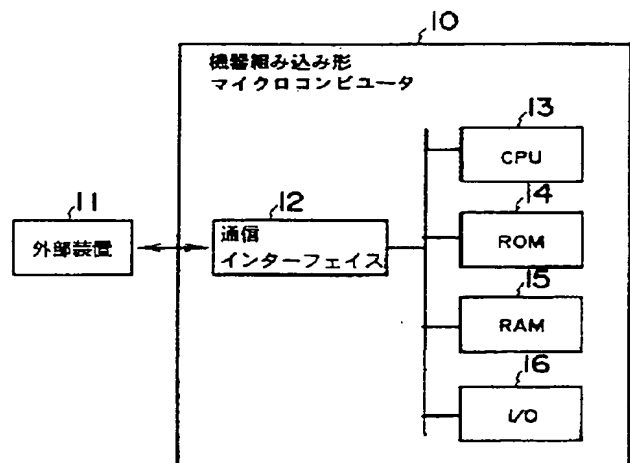 10
機器組み込み形
マイクロコンピュータ
13
CPU
11
外部装置
12
通信
インターフェイス
14
ROM
15
RAM
16
I/O